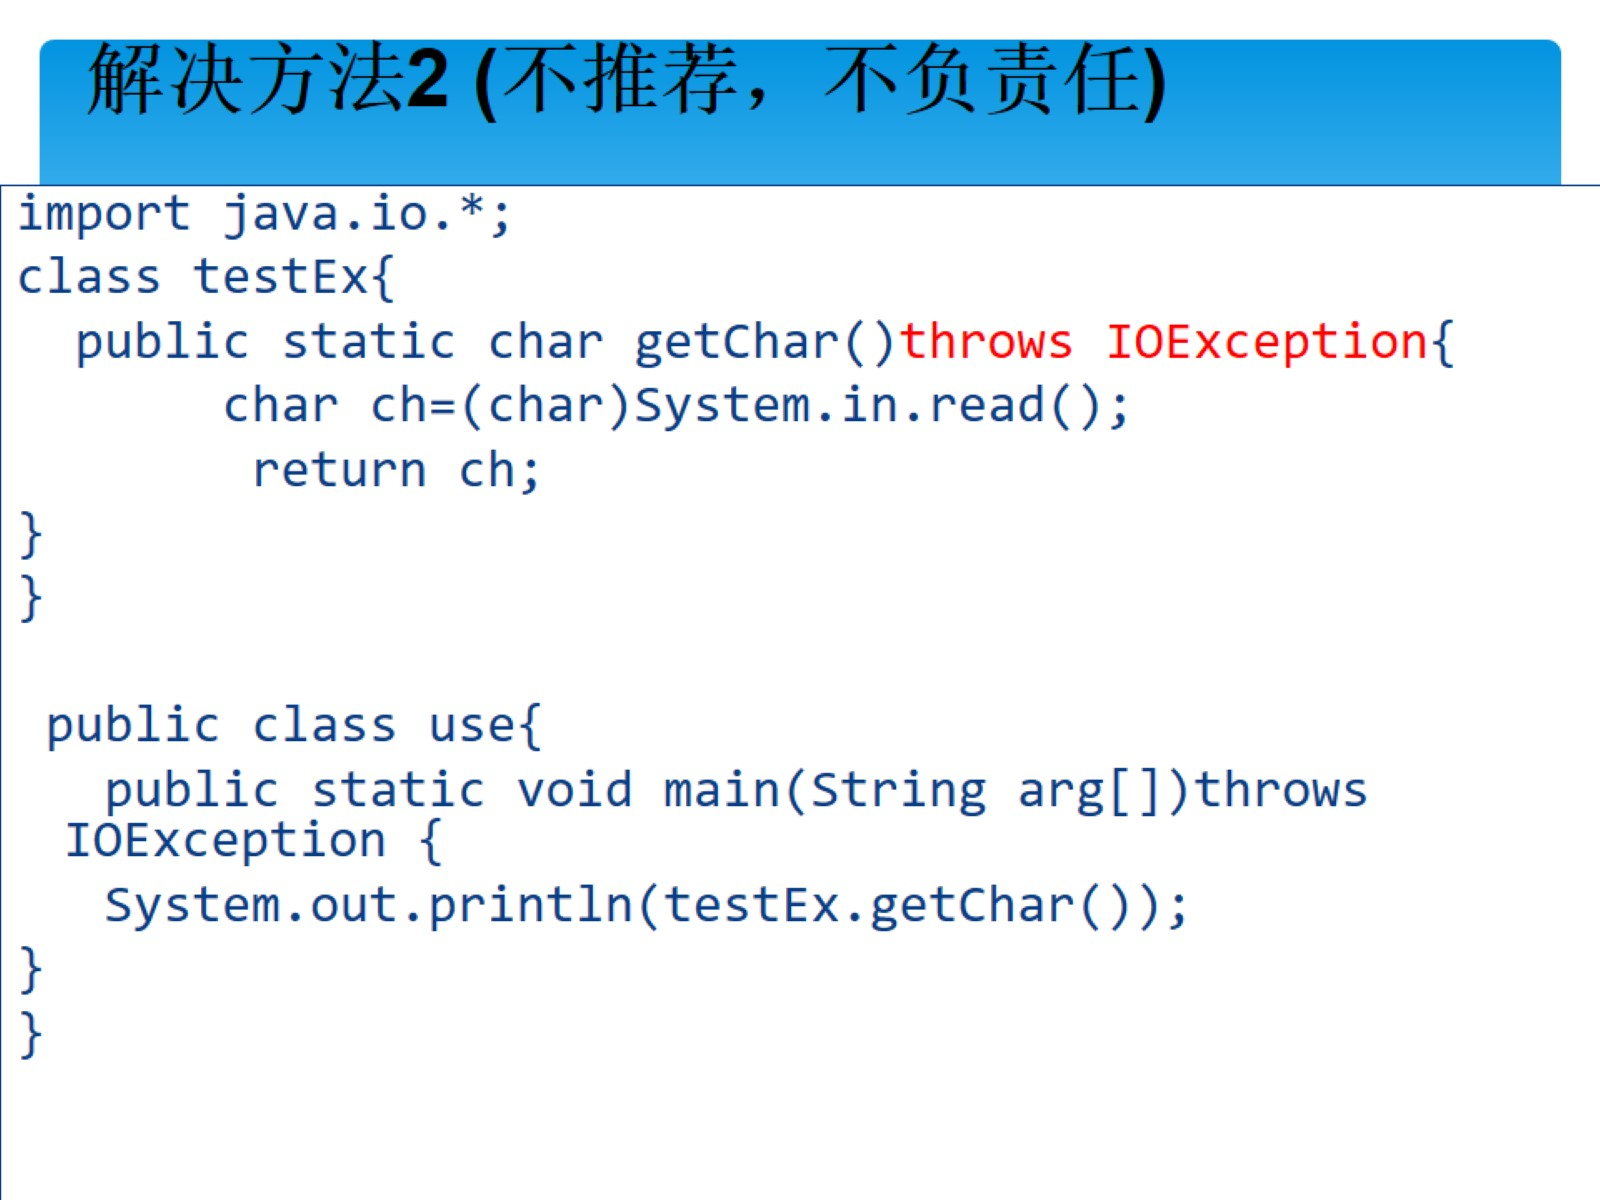 解决方法2 (不推荐，不负责任)
import java.io.*;
class testEx{
  public static char getChar()throws IOException{
       char ch=(char)System.in.read();
        return ch;
}
}
 public class use{
   public static void main(String arg[])throws
 IOException {
   System.out.println(testEx.getChar());
}
}